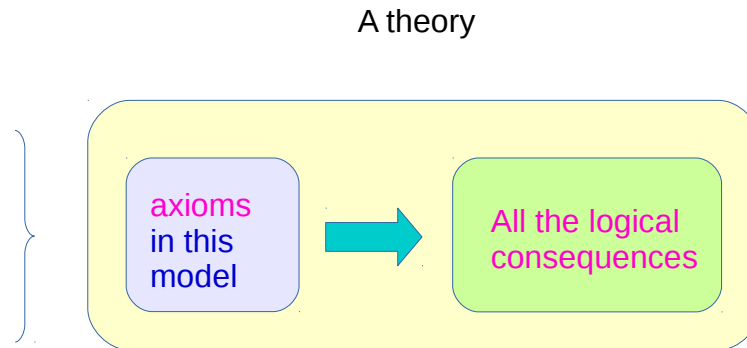 A theory
axioms
in this
model
All the logical
consequences